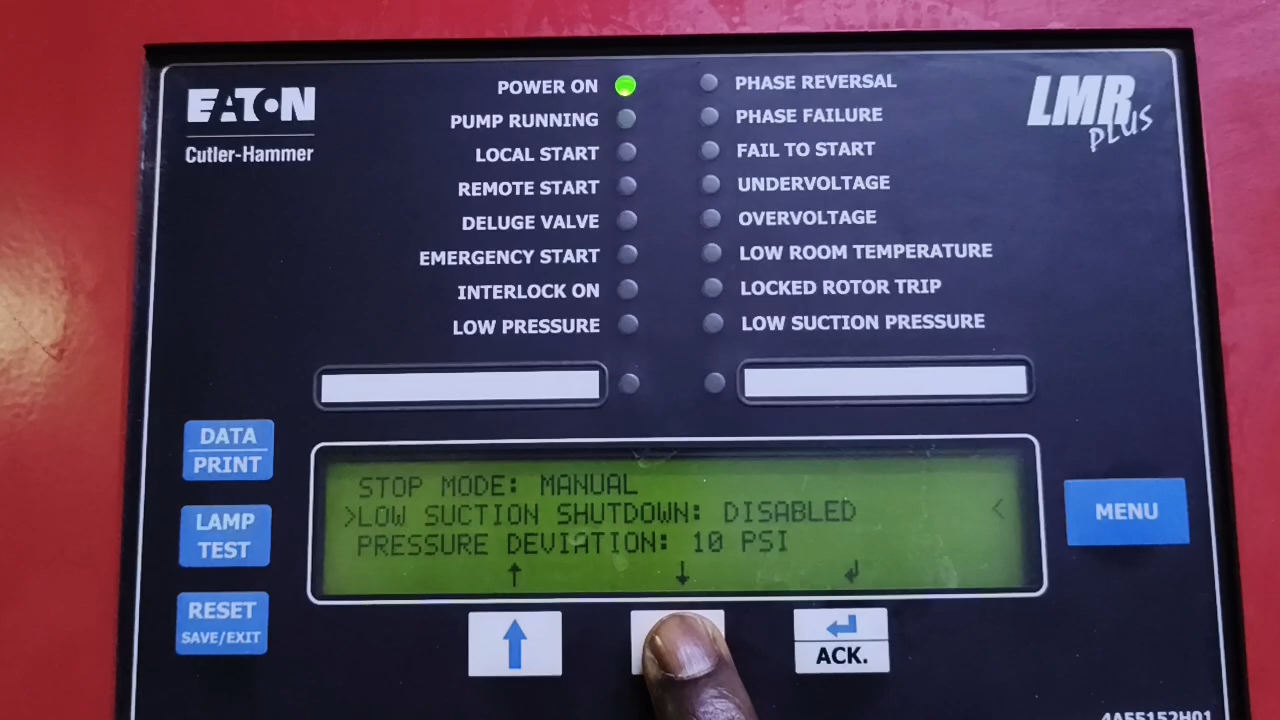 EATON
Cutler-Hammer
LMR
PLUS
POWER ON
PUMP RUNNING
LOCAL START
REMOTE START
DELUGE VALVE
EMERGENCY START
INTERLOCK ON
LOW PRESSURE
PHASE REVERSAL
PHASE FAILURE
FAIL TO START
UNDERVOLTAGE
OVERVOLTAGE
LOW ROOM TEMPERATURE
LOCKED ROTOR TRIP
LOW SUCTION PRESSURE
DATA
PRINT
LAMP
TEST
RESET
SAVE/EXIT
STOP MODE: MANUAL
>LOW SUCTION SHUTDOWN: DISABLED <
PRESSURE DEVIATION: 10 PSI
↑ ↓ ↲
MENU
ACK.
4A55152H01